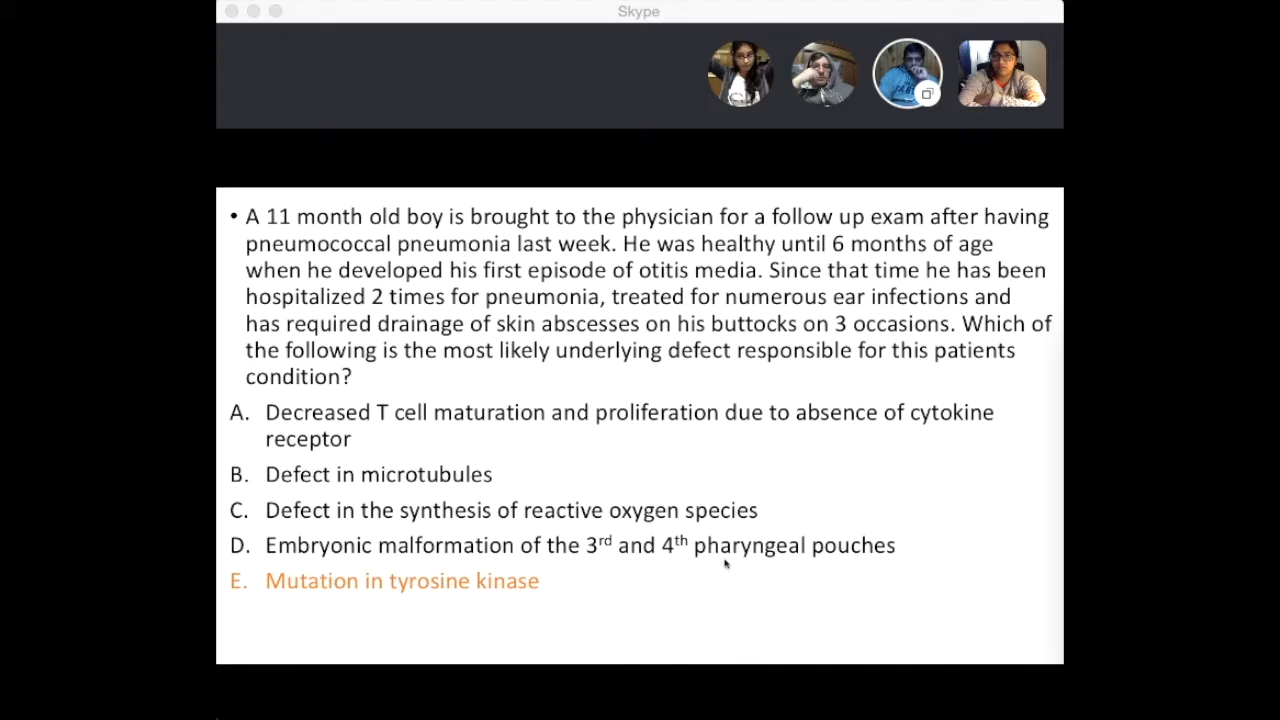 Skype
• A 11 month old boy is brought to the physician for a follow up exam after having
pneumococcal pneumonia last week. He was healthy until 6 months of age
when he developed his first episode of otitis media. Since that time he has been
hospitalized 2 times for pneumonia, treated for numerous ear infections and
has required drainage of skin abscesses on his buttocks on 3 occasions. Which of
the following is the most likely underlying defect responsible for this patients
condition?
A. Decreased T cell maturation and proliferation due to absence of cytokine
receptor
B. Defect in microtubules
C. Defect in the synthesis of reactive oxygen species
D. Embryonic malformation of the 3rd and 4th pharyngeal pouches
E. Mutation in tyrosine kinase